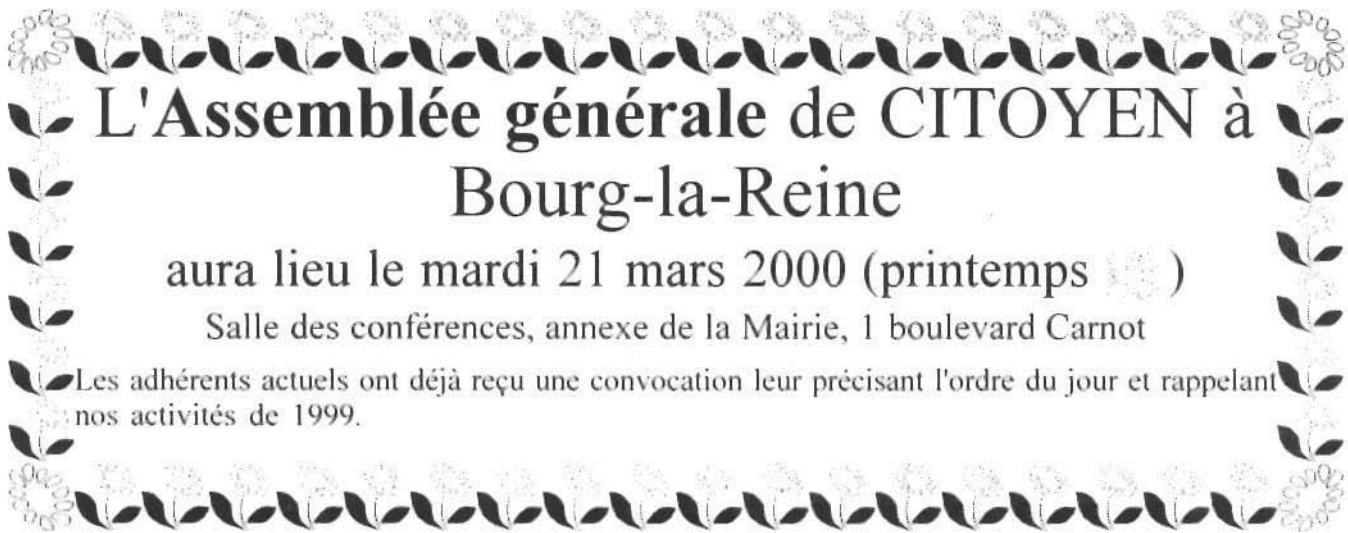 L'Assemblée générale de CITOYEN à
Bourg-la-Reine
aura lieu le mardi 21 mars 2000 (printemps )
Salle des conférences, annexe de la Mairie, 1 boulevard Carnot
Les adhérents actuels ont déjà reçu une convocation leur précisant l'ordre du jour et rappelant
nos activités de 1999.